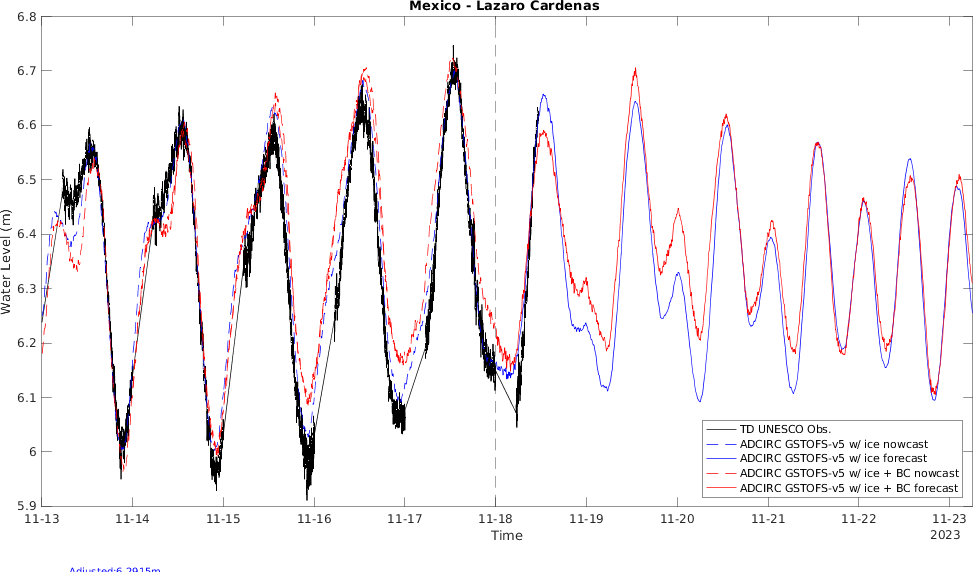 Mexico - Lazaro Cardenas
6.8
6.7
6.6
6.5
6.4
6.3
6.2
6.1
6
5.9
Water Level (m)
TD UNESCO Obs.
ADCIRC GSTOFS-v5 w/ ice nowcast
ADCIRC GSTOFS-v5 w/ ice forecast
ADCIRC GSTOFS-v5 w/ ice + BC nowcast
ADCIRC GSTOFS-v5 w/ ice + BC forecast
11-13 11-14 11-15 11-16 11-17 11-18 11-19 11-20 11-21 11-22 11-23
Time
2023
Adjusted:6.2915m